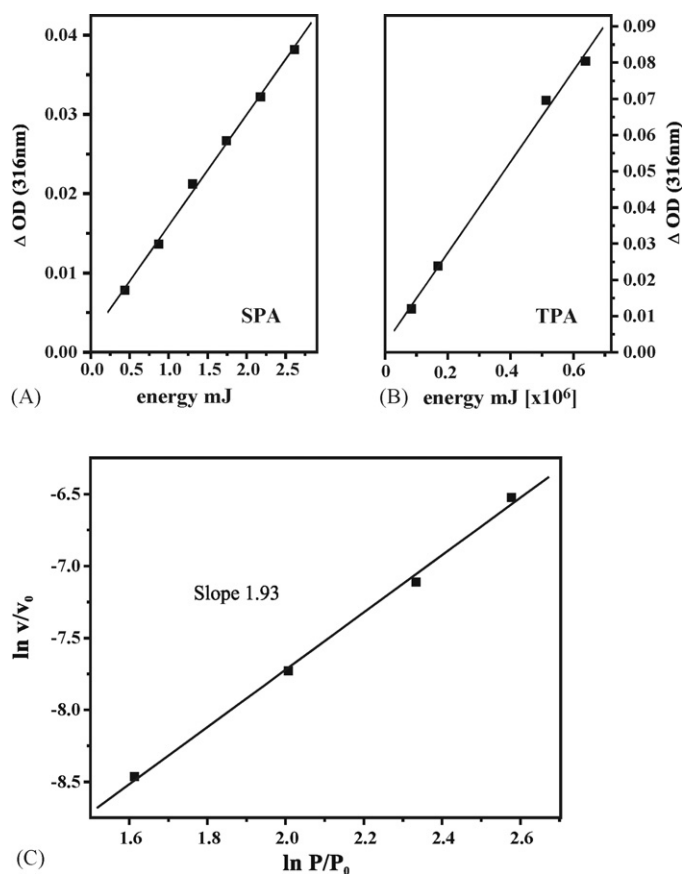 0.04
0.03
0.02
0.01
0.00
Δ OD (316nm)
SPA
0.0 0.5 1.0 1.5 2.0 2.5
energy mJ
(A)
0.09
0.08
0.07
0.06
0.05
0.04
0.03
0.02
0.01
0.00
Δ OD (316nm)
TPA
0 0.2 0.4 0.6
energy mJ [x10⁶]
(B)
-6.5
-7.0
-7.5
-8.0
-8.5
ln v/v₀
Slope 1.93
1.6 1.8 2.0 2.2 2.4 2.6
ln P/P₀
(C)